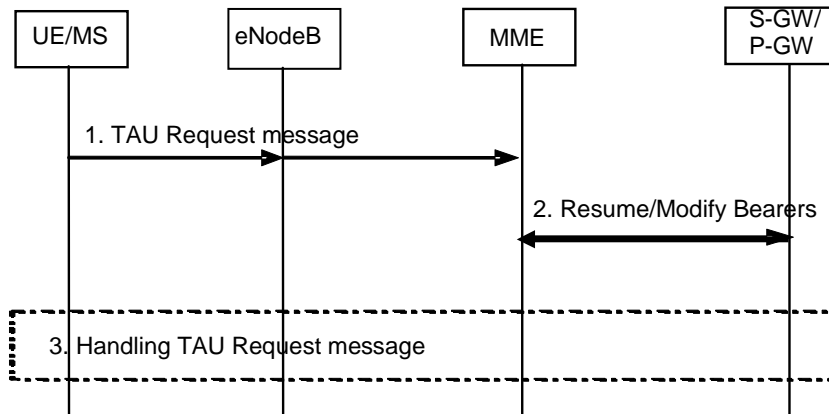 UE/MS
eNodeB
MME
S-GW/
P-GW
1. TAU Request message
2. Resume/Modify Bearers
3. Handling TAU Request message